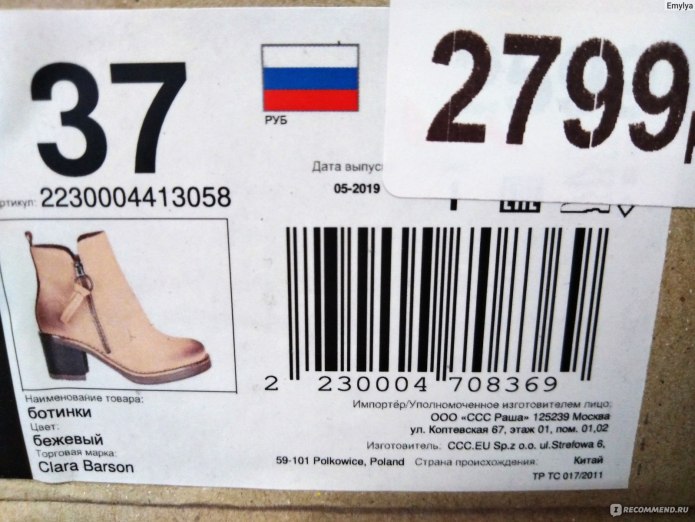 Emylya
37
РУБ
2799
Дата выпус
05-2019
ртикул: 2230004413058
2 230004 708369
Наименование товара:
ботинки
Цвет:
бежевый
Торговая марка:
Clara Barson
Импортёр/Уполномоченное изготовителем лицо:
ООО «ССС Раша» 125239 Москва
ул. Коптевская 67, этаж 01, пом. 01,02
Изготовитель: CCC.EU Sp.z o.o. ul.Strefowa 6,
59-101 Polkowice, Poland Страна происхождения: Китай
ТР ТС 017/2011
IRECOMMEND.RU